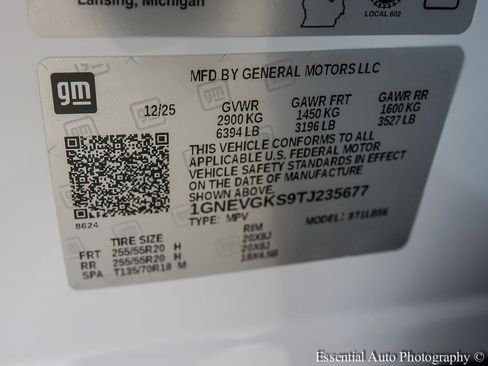 Lansing, Michigan
LOCAL 602
gm
MFD BY GENERAL MOTORS LLC
12/25 GVWR GAWR FRT GAWR RR
2900 KG 1450 KG 1600 KG
6394 LB 3196 LB 3527 LB
THIS VEHICLE CONFORMS TO ALL
APPLICABLE U.S. FEDERAL MOTOR
VEHICLE SAFETY STANDARDS IN EFFECT
ON THE DATE OF MANUFACTURE
SHOWN ABOVE.
1GNEVGKS9TJ235677
8624 TYPE: MPV MODEL: 971LB56
TIRE SIZE RIM
FRT 255/55R20 H 20X8J
RR 255/55R20 H 20X8J
SPA T135/70R18 M 18X4.5B
Essential Auto Photography ©The